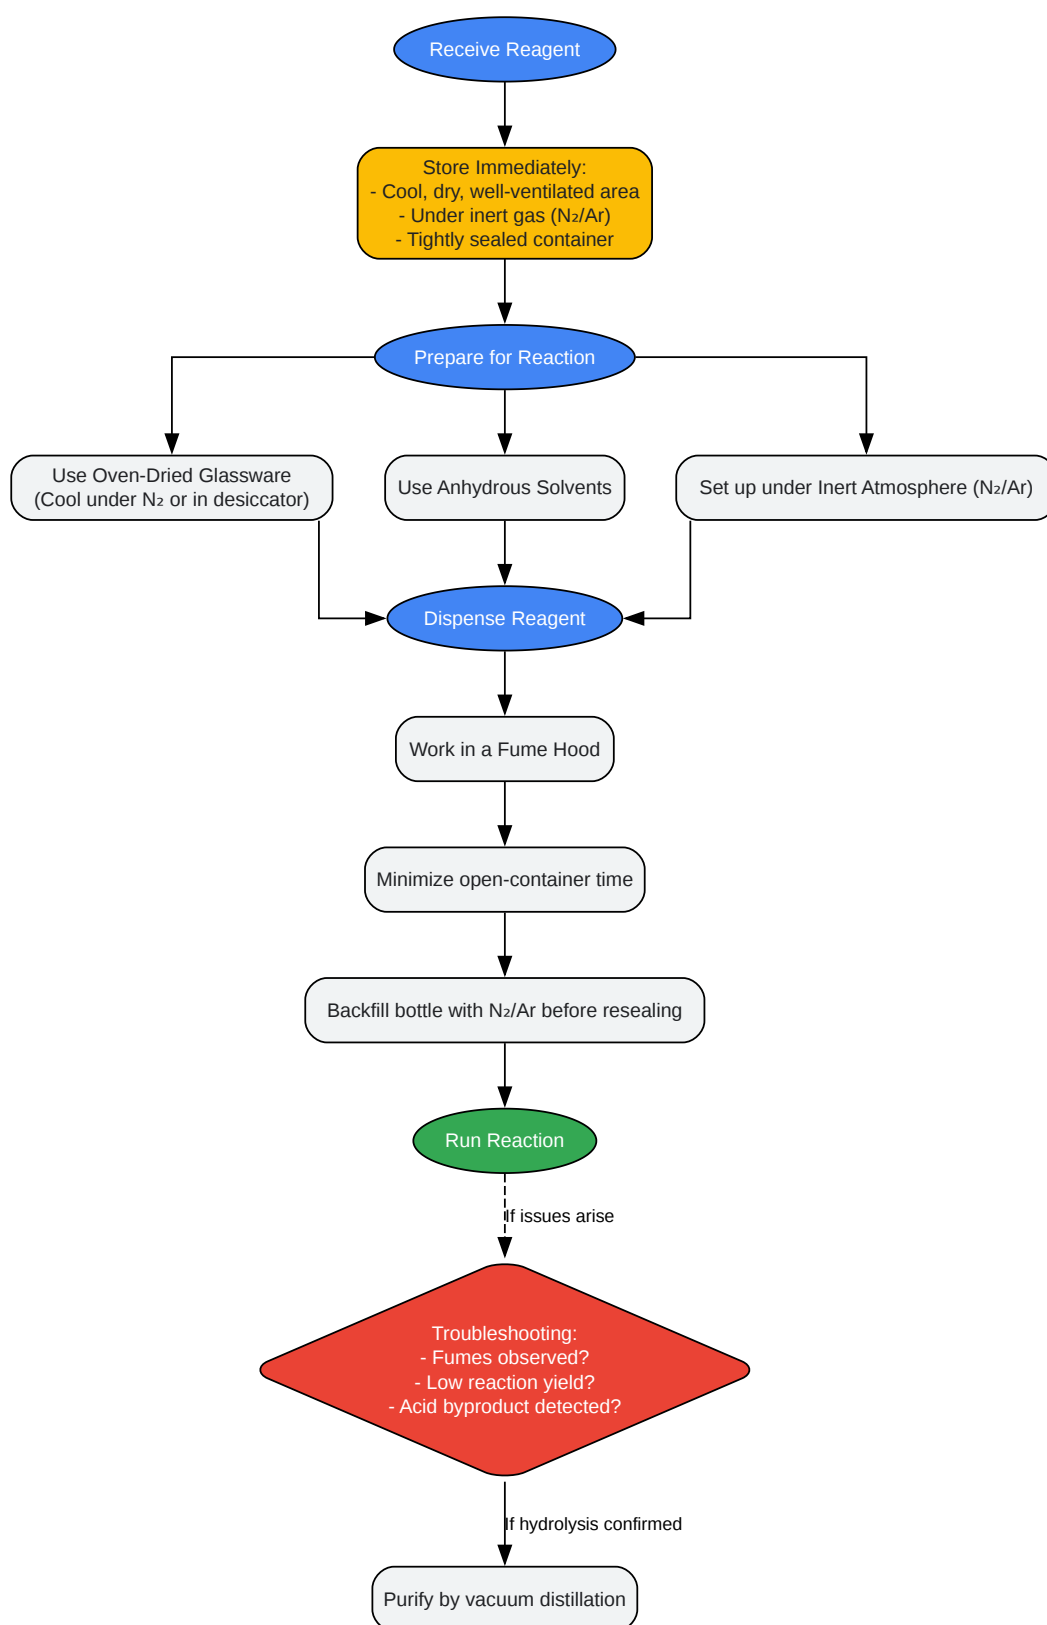 Receive Reagent
Store Immediately:
- Cool, dry, well-ventilated area
- Under inert gas (N₂/Ar)
- Tightly sealed container
Prepare for Reaction
Use Oven-Dried Glassware
(Cool under N₂ or in desiccator)
Use Anhydrous Solvents
Set up under Inert Atmosphere (N₂/Ar)
Dispense Reagent
Work in a Fume Hood
Minimize open-container time
Backfill bottle with N₂/Ar before resealing
Run Reaction
If issues arise
Troubleshooting:
- Fumes observed?
- Low reaction yield?
- Acid byproduct detected?
If hydrolysis confirmed
Purify by vacuum distillation